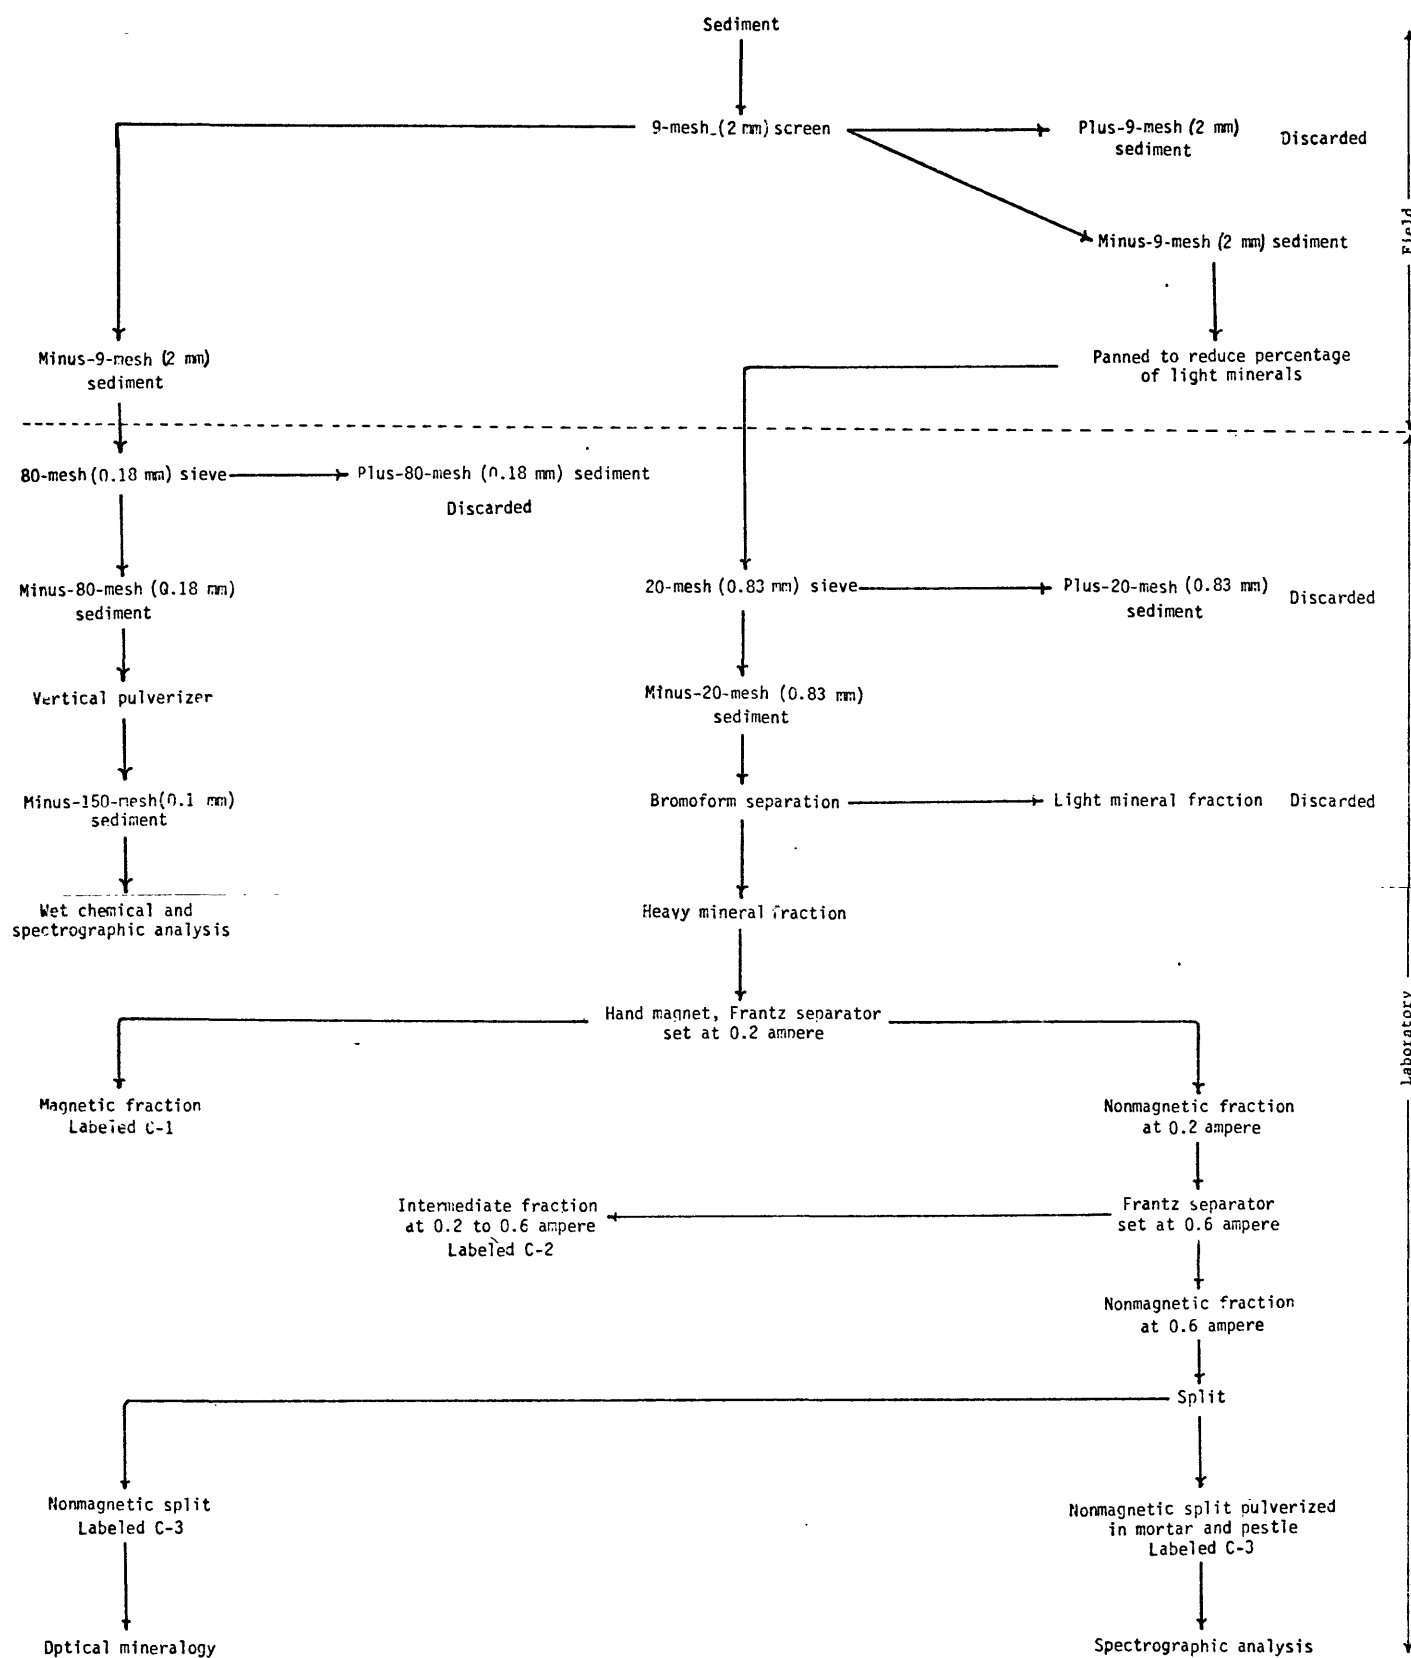 Sediment
9-mesh (2 mm) screen
Plus-9-mesh (2 mm)
sediment
Discarded
Minus-9-mesh (2 mm) sediment
Field
Minus-9-mesh (2 mm)
sediment
Panned to reduce percentage
of light minerals
80-mesh (0.18 mm) sieve
Plus-80-mesh (0.18 mm) sediment
Discarded
Minus-80-mesh (0.18 mm)
sediment
20-mesh (0.83 mm) sieve
Plus-20-mesh (0.83 mm)
sediment
Discarded
Vertical pulverizer
Minus-20-mesh (0.83 mm)
sediment
Minus-150-mesh (0.1 mm)
sediment
Bromoform separation
Light mineral fraction
Discarded
Wet chemical and
spectrographic analysis
Heavy mineral fraction
Hand magnet, Frantz separator
set at 0.2 ampere
Laboratory
Magnetic fraction
Labeled C-1
Nonmagnetic fraction
at 0.2 ampere
Intermediate fraction
at 0.2 to 0.6 ampere
Labeled C-2
Frantz separator
set at 0.6 ampere
Nonmagnetic fraction
at 0.6 ampere
Split
Nonmagnetic split
Labeled C-3
Nonmagnetic split pulverized
in mortar and pestle
Labeled C-3
Optical mineralogy
Spectrographic analysis